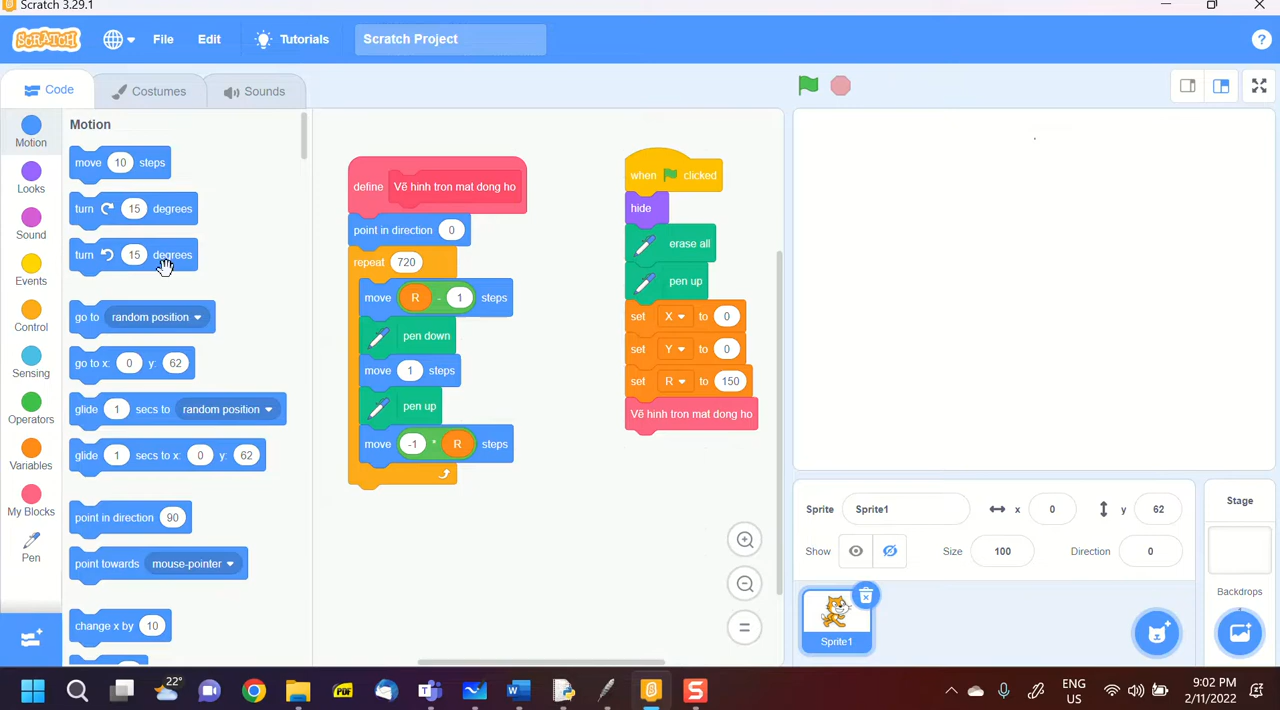 Scratch 3.29.1
SCRATCH File Edit Tutorials Scratch Project ?
Code Costumes Sounds
Motion
Looks
Sound
Events
Control
Sensing
Operators
Variables
My Blocks
Pen
Motion
move 10 steps
turn 15 degrees
turn 15 degrees
go to random position
go to x: 0 y: 62
glide 1 secs to random position
glide 1 secs to x: 0 y: 62
point in direction 90
point towards mouse-pointer
change x by 10
define Vẽ hinh tron mat dong ho
point in direction 0
repeat 720
move R - 1 steps
pen down
move 1 steps
pen up
move -1 * R steps
when clicked
hide
erase all
pen up
set X to 0
set Y to 0
set R to 150
Vẽ hinh tron mat dong ho
Sprite Sprite1 x 0 y 62
Show Size 100 Direction 0
Sprite1
Stage
Backdrops
22°
PDF
S
ENG
US
9:02 PM
2/11/2022